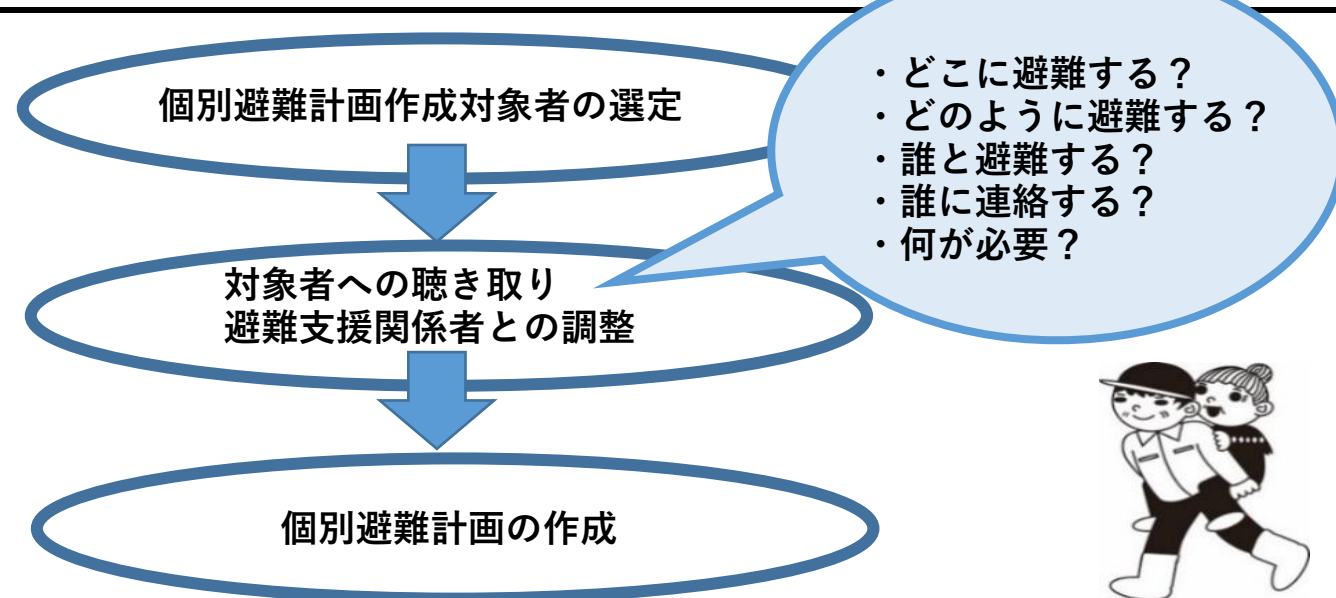 個別避難計画作成対象者の選定
・どこに避難する？
・どのように避難する？
・誰と避難する？
・誰に連絡する？
・何が必要？
対象者への聴き取り
避難支援関係者との調整
個別避難計画の作成